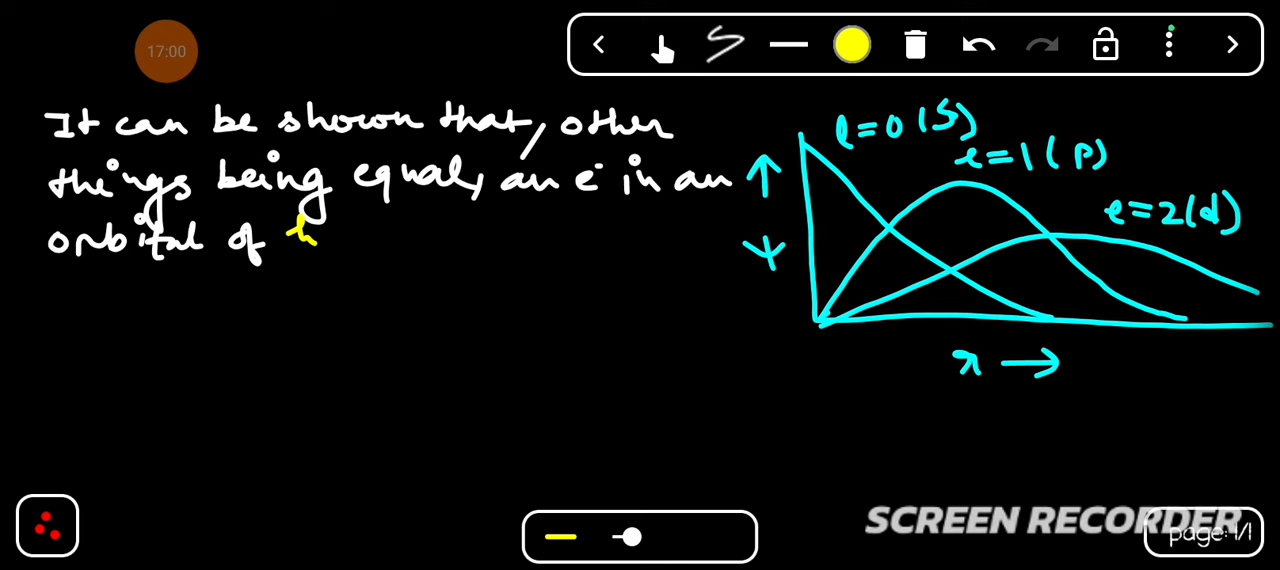 17:00
It can be shown that, other
things being equal, an e⁻ in an
orbital of h
l=0(S)
l=1(p)
l=2(d)
ψ
r →
SCREEN RECORDER
page:1/1